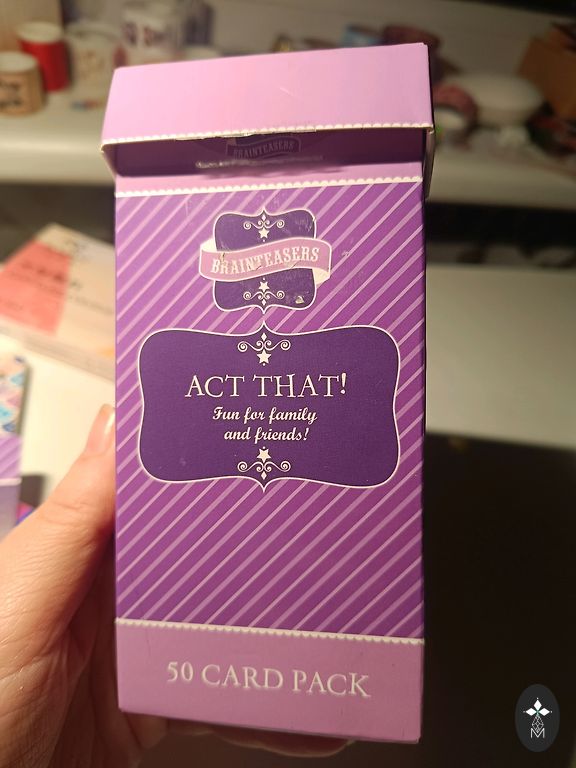 BRAINTEASERS
BRAINTEASERS
ACT THAT!
Fun for family
and friends!
50 CARD PACK
M